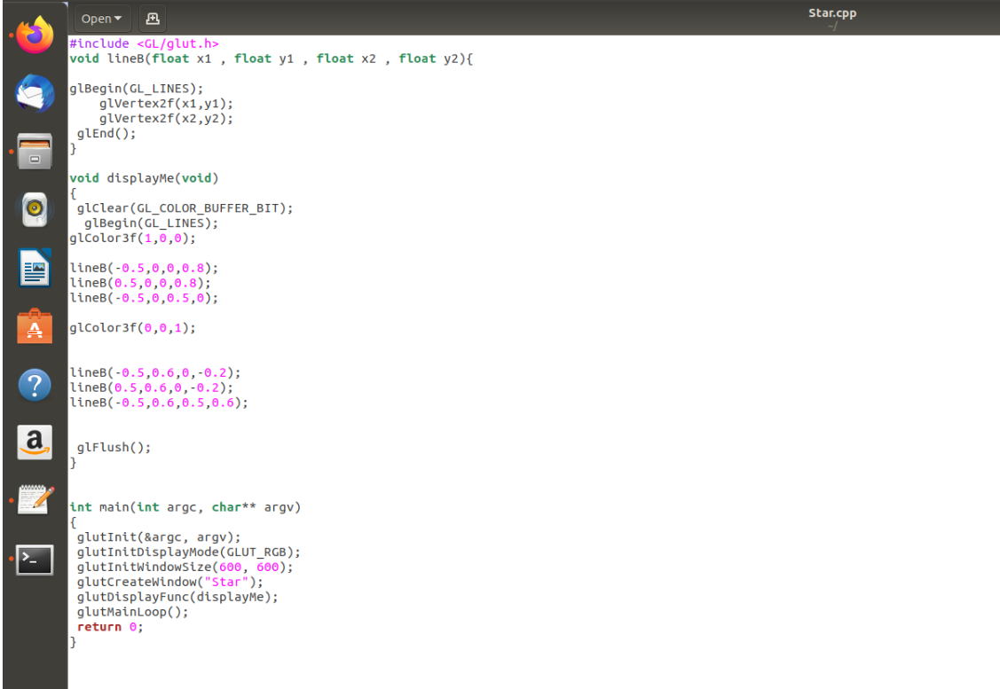 Open
Star.cpp
~/
#include <GL/glut.h>
void lineB(float x1 , float y1 , float x2 , float y2){
glBegin(GL_LINES);
    glVertex2f(x1,y1);
    glVertex2f(x2,y2);
 glEnd();
}
void displayMe(void)
{
 glClear(GL_COLOR_BUFFER_BIT);
  glBegin(GL_LINES);
glColor3f(1,0,0);
lineB(-0.5,0,0,0.8);
lineB(0.5,0,0,0.8);
lineB(-0.5,0,0.5,0);
glColor3f(0,0,1);
lineB(-0.5,0.6,0,-0.2);
lineB(0.5,0.6,0,-0.2);
lineB(-0.5,0.6,0.5,0.6);
 glFlush();
}
int main(int argc, char** argv)
{
 glutInit(&argc, argv);
 glutInitDisplayMode(GLUT_RGB);
 glutInitWindowSize(600, 600);
 glutCreateWindow("Star");
 glutDisplayFunc(displayMe);
 glutMainLoop();
 return 0;
}